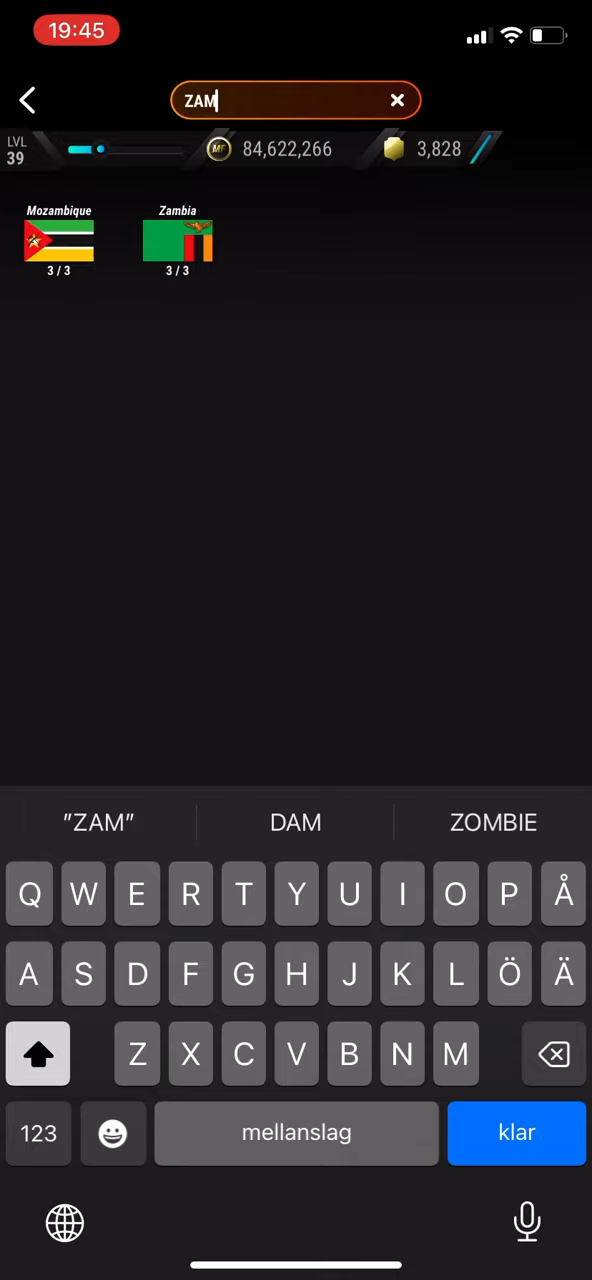 19:45
ZAM
LVL
39
MF
84,622,266
3,828
Mozambique
Zambia
3 / 3
3 / 3
"ZAM"
DAM
ZOMBIE
Q W E R T Y U I O P Å
A S D F G H J K L Ö Ä
Z X C V B N M
123
mellanslag
klar